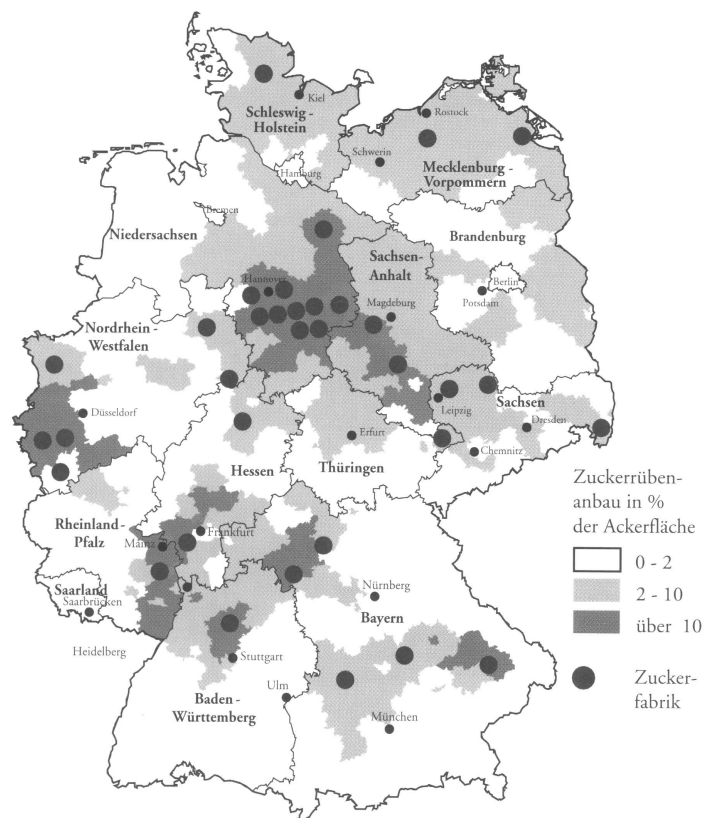 Kiel
Schleswig -
Holstein
Rostock
Schwerin
Hamburg
Mecklenburg -
Vorpommern
Bremen
Niedersachsen
Brandenburg
Sachsen-
Anhalt
Hannover
Berlin
Magdeburg
Potsdam
Nordrhein -
Westfalen
Düsseldorf
Leipzig
Sachsen
Dresden
Erfurt
Chemnitz
Hessen
Thüringen
Zuckerrüben-
anbau in %
der Ackerfläche
0 - 2
2 - 10
über 10
Zucker-
fabrik
Rheinland -
Pfalz
Frankfurt
Mainz
Saarland
Saarbrücken
Nürnberg
Bayern
Heidelberg
Stuttgart
Ulm
Baden -
Württemberg
München